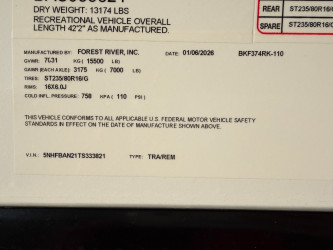 DRY WEIGHT: 13174 LBS
RECREATIONAL VEHICLE OVERALL
LENGTH 42'2" AS MANUFACTURED.
REAR ST235/80R16/G
SPARE ST235/80R16/G
MANUFACTURED BY: FOREST RIVER, INC. DATE: 01/06/2026 BKF374RK-110
GVWR: 7031 KG ( 15500 LB)
GAWR (EACH AXLE): 3175 KG ( 7000 LB)
TIRES: ST235/80R16/G
RIMS: 16X6.0J
COLD INFL. PRESSURE: 758 KPA ( 110 PSI )
THIS VEHICLE CONFORMS TO ALL APPLICABLE U.S. FEDERAL MOTOR VEHICLE SAFETY
STANDARDS IN EFFECT ON THE DATE OF MANUFACTURE SHOWN ABOVE.
V.I.N.: 5NHFBAN21TS333821 TYPE: TRA/REM